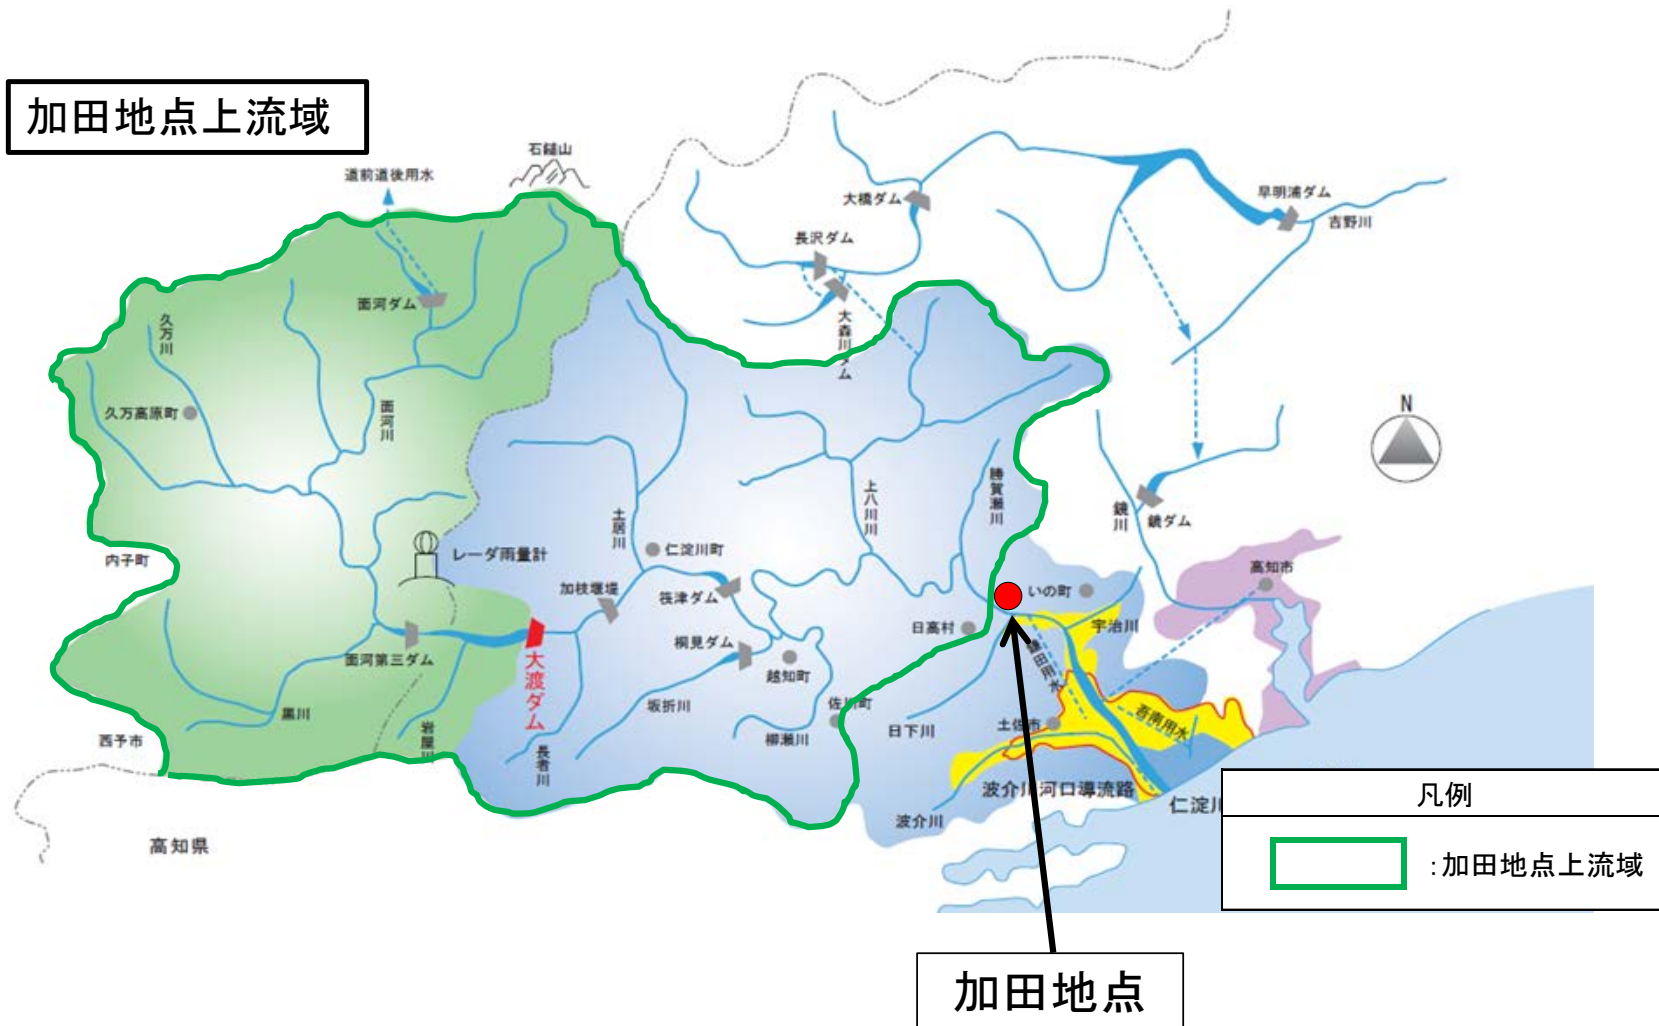 加田地点上流域
石鎚山
道前道後用水
大橋ダム
早明浦ダム
吉野川
長沢ダム
面河ダム
大森川ダム
久万川
久万高原町
面河川
N
勝賀瀬川
上八川川
鏡川
鏡ダム
土居川
仁淀川町
レーダ雨量計
内子町
高知市
加枝堰堤
筏津ダム
いの町
日高村
宇治川
桐見ダム
面河第三ダム
大渡ダム
鎌田用水
越知町
坂折川
佐川町
黒川
岩屋川
長者川
柳瀬川
日下川
土佐市
吾南用水
西予市
波介川河口導流路
仁淀川
波介川
高知県
凡例
:加田地点上流域
加田地点